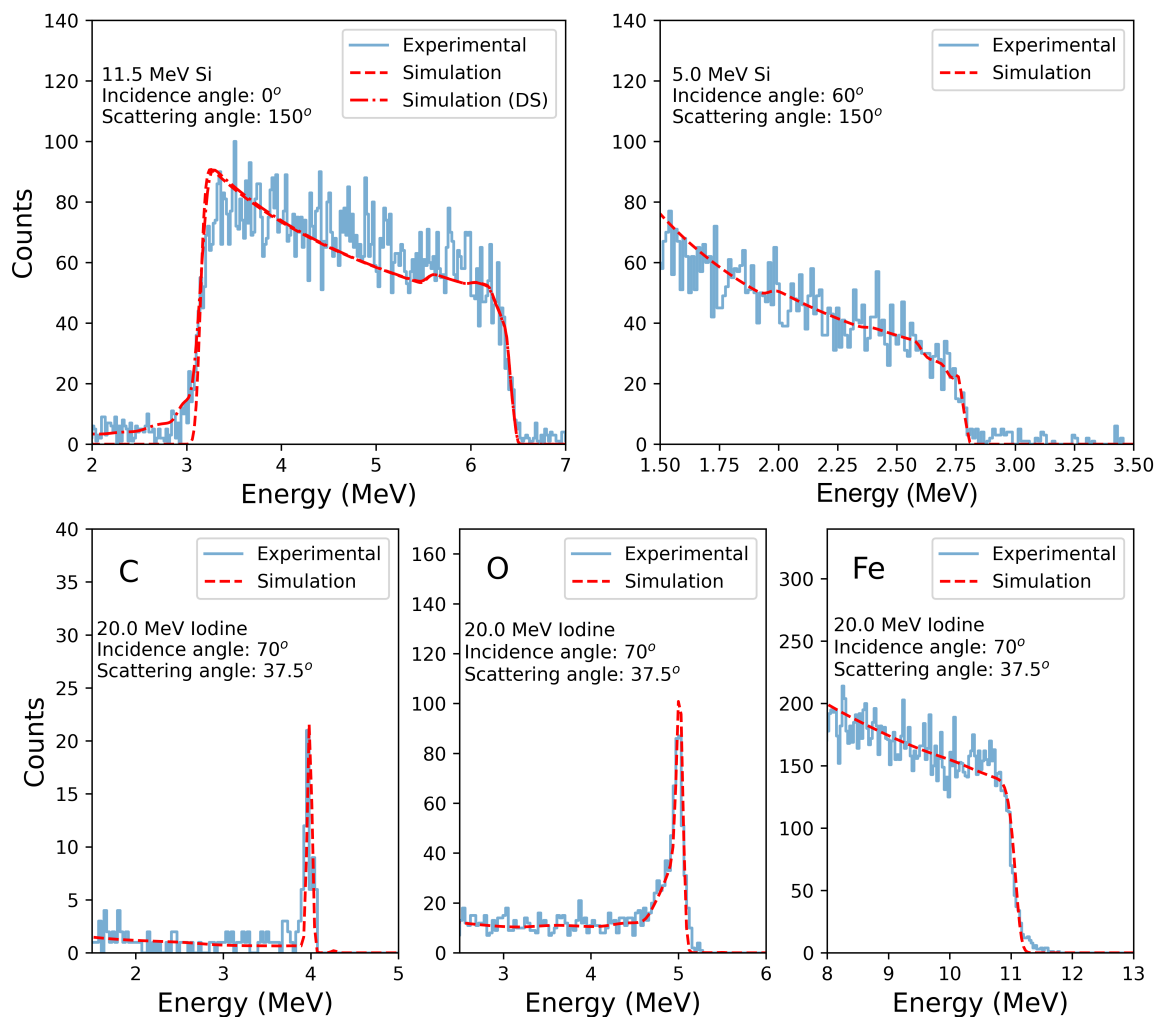 140
120
100
80
60
40
20
0
Counts
11.5 MeV Si
Incidence angle: 0°
Scattering angle: 150°
Experimental
Simulation
Simulation (DS)
2 3 4 5 6 7
Energy (MeV)
140
120
100
80
60
40
20
0
5.0 MeV Si
Incidence angle: 60°
Scattering angle: 150°
Experimental
Simulation
1.50 1.75 2.00 2.25 2.50 2.75 3.00 3.25 3.50
Energy (MeV)
40
35
30
25
20
15
10
5
0
Counts
C
Experimental
Simulation
20.0 MeV Iodine
Incidence angle: 70°
Scattering angle: 37.5°
2 3 4 5
Energy (MeV)
160
140
120
100
80
60
40
20
0
O
Experimental
Simulation
20.0 MeV Iodine
Incidence angle: 70°
Scattering angle: 37.5°
3 4 5 6
Energy (MeV)
300
250
200
150
100
50
0
Fe
Experimental
Simulation
20.0 MeV Iodine
Incidence angle: 70°
Scattering angle: 37.5°
8 9 10 11 12 13
Energy (MeV)